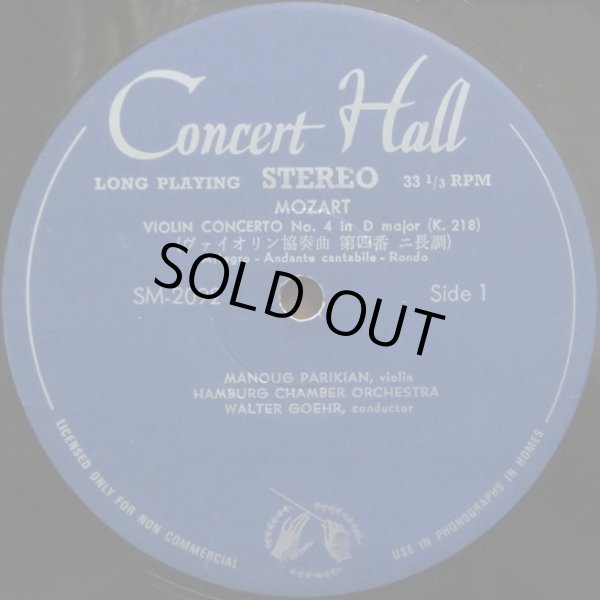 Concert Hall
LONG PLAYING STEREO 33 1/3 RPM
MOZART
VIOLIN CONCERTO No. 4 in D major (K. 218)
(ヴァイオリン協奏曲 第四番 ニ長調)
Allegro - Andante cantabile - Rondo
SM-2092 Side 1
SOLD OUT
MANOUG PARIKIAN, violin
HAMBURG CHAMBER ORCHESTRA
WALTER GOEHR, conductor
LICENSED ONLY FOR NON COMMERCIAL
USE IN PHONOGRAPHS IN HOMES